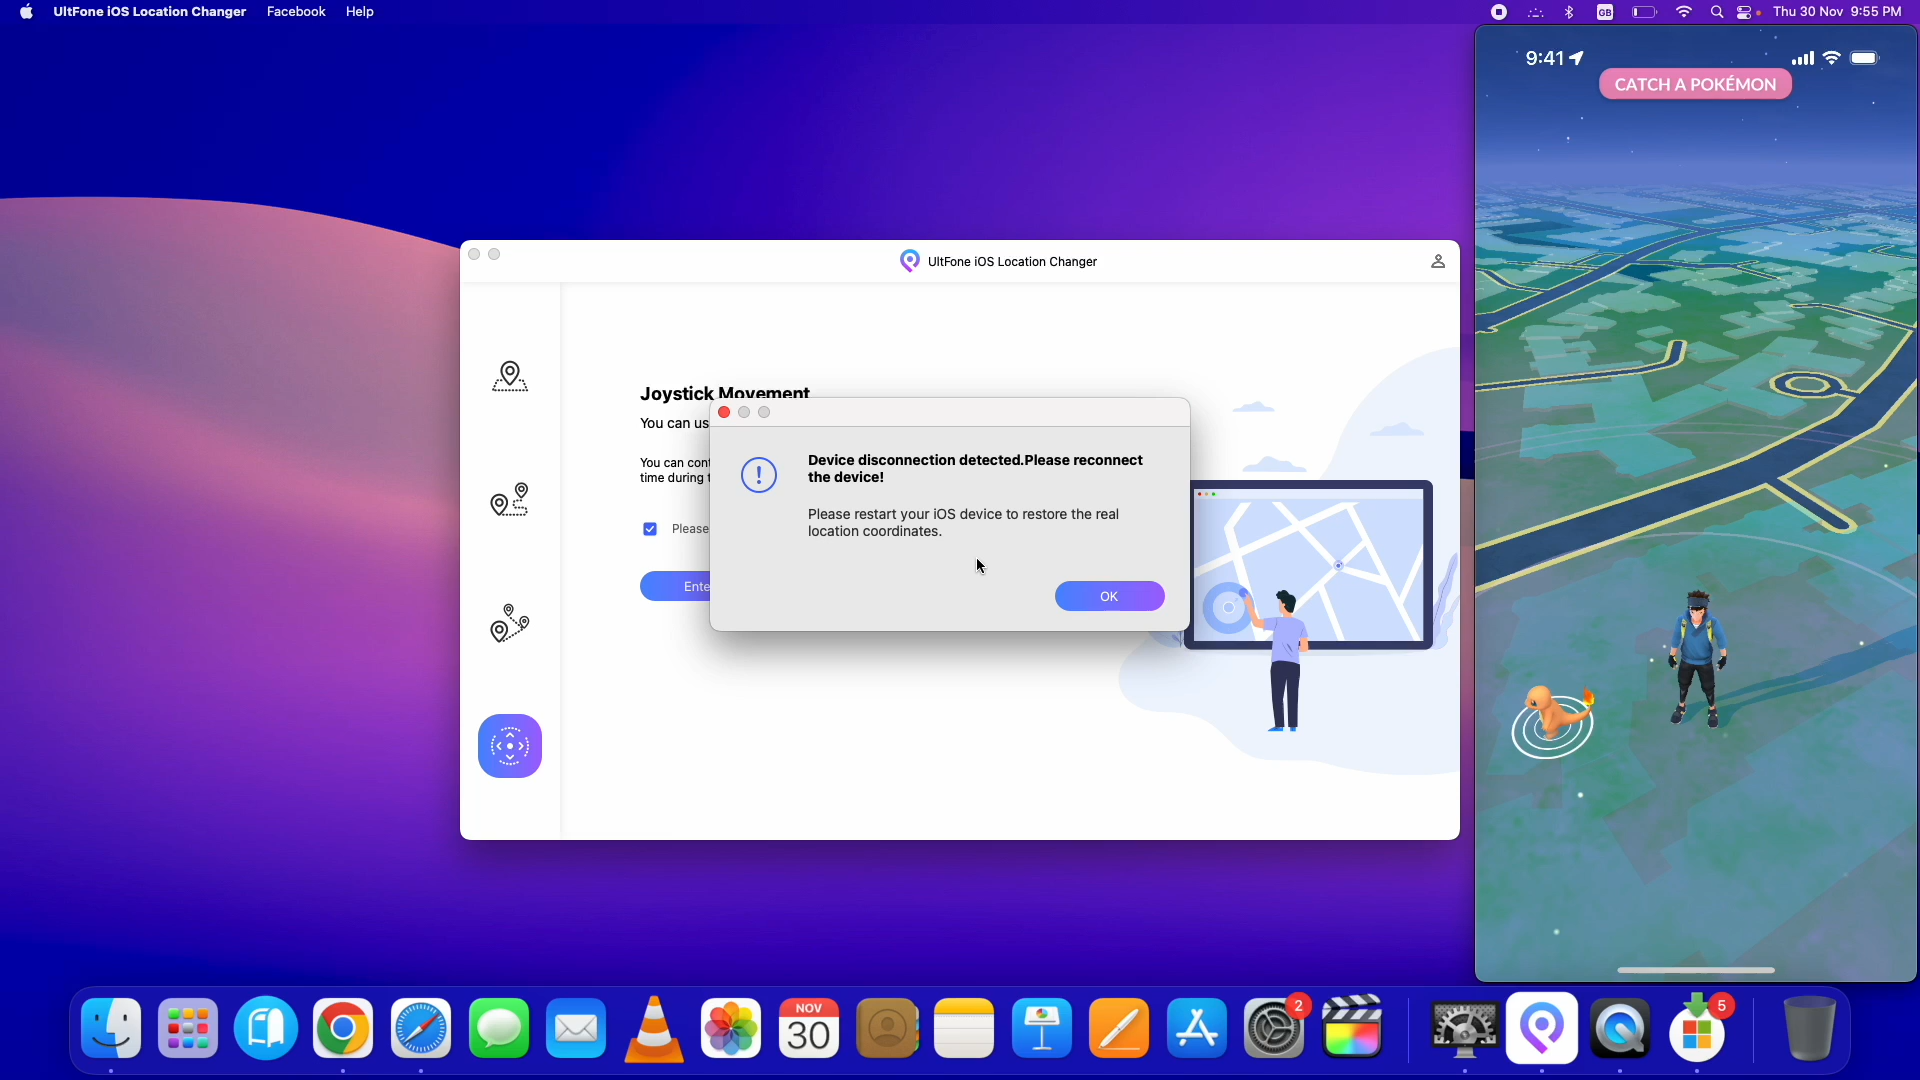 UltFone iOS Location Changer Facebook Help
GB
Thu 30 Nov 9:55 PM
9:41
CATCH A POKÉMON
UltFone iOS Location Changer
Joystick Movement
You can us
You can cont
time during t
Please
Ente
Device disconnection detected.Please reconnect
the device!
Please restart your iOS device to restore the real
location coordinates.
OK
NOV
30
2
5